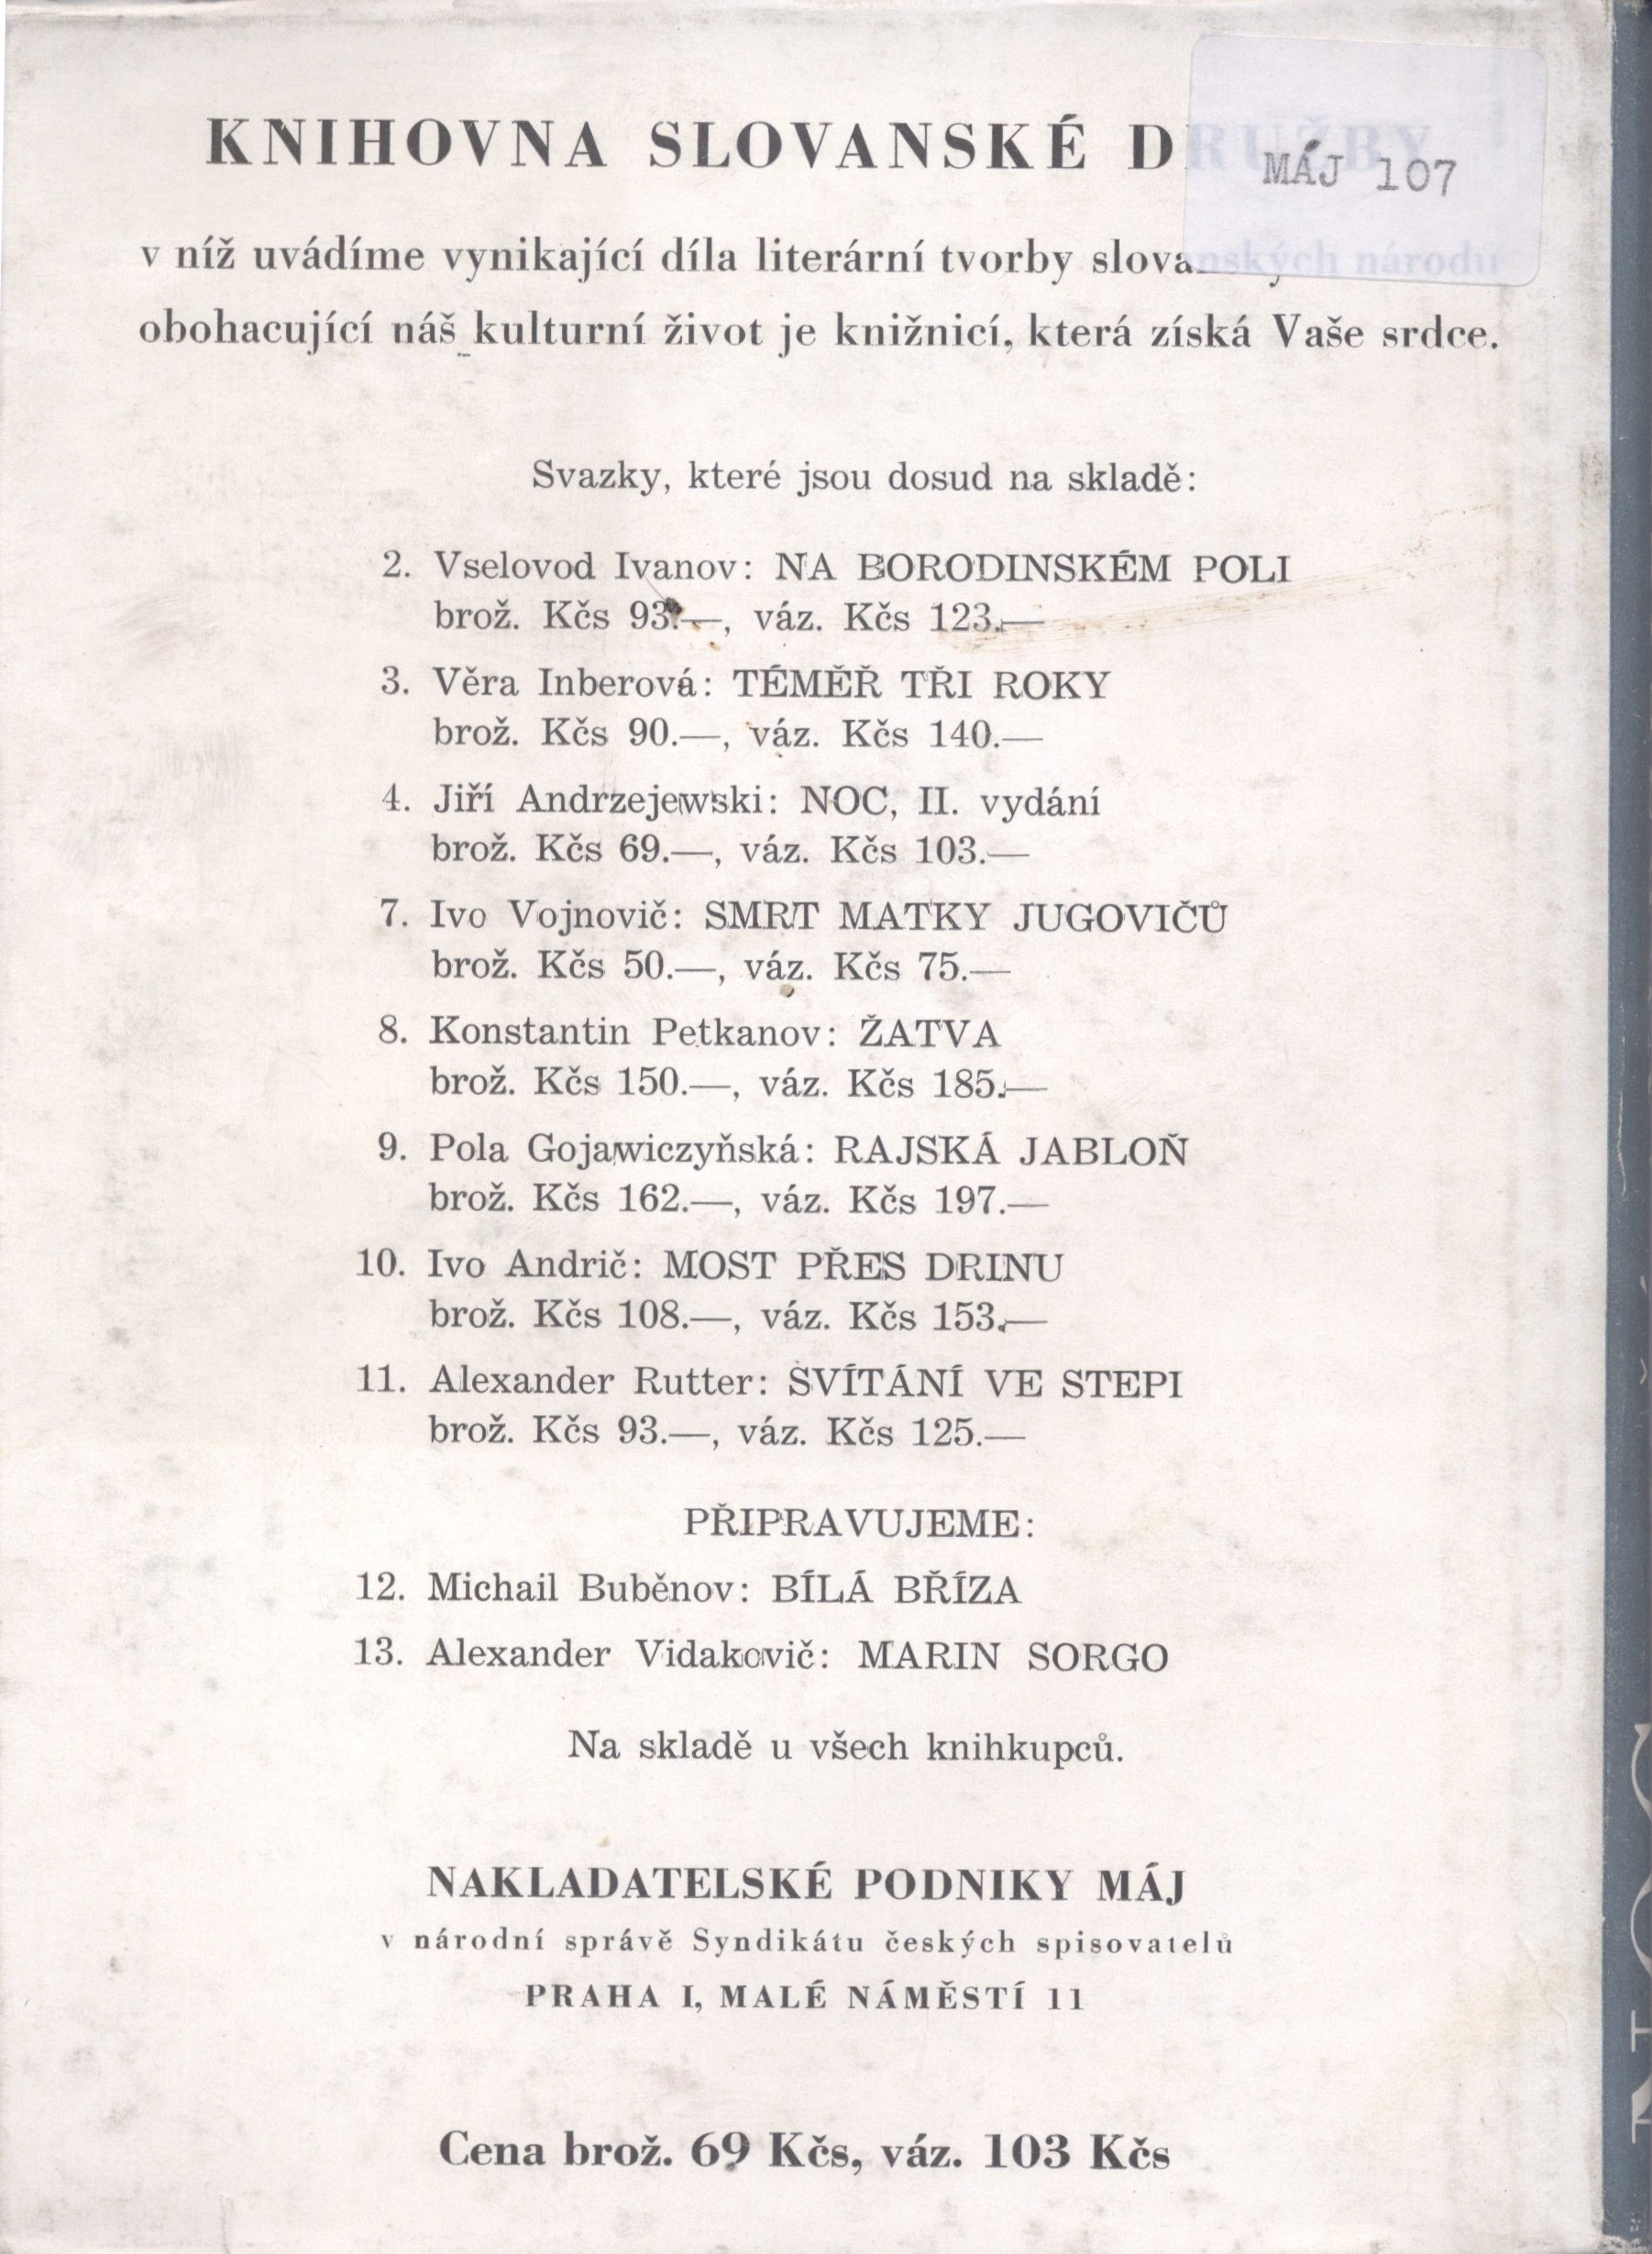 KNIHOVNA SLOVANSKÉ DRUŽBY
MÁJ 107
v níž uvádíme vynikající díla literární tvorby slovanských národů
obohacující náš kulturní život je knižnicí, která získá Vaše srdce.
Svazky, které jsou dosud na skladě:
2. Vselovod Ivanov: NA BORODINSKÉM POLI
brož. Kčs 93.—, váz. Kčs 123.—
3. Věra Inberová: TÉMĚŘ TŘI ROKY
brož. Kčs 90.—, váz. Kčs 140.—
4. Jiří Andrzejewski: NOC, II. vydání
brož. Kčs 69.—, váz. Kčs 103.—
7. Ivo Vojnovič: SMRT MATKY JUGOVIČŮ
brož. Kčs 50.—, váz. Kčs 75.—
8. Konstantin Petkanov: ŽATVA
brož. Kčs 150.—, váz. Kčs 185.—
9. Pola Gojawiczyňská: RAJSKÁ JABLOŇ
brož. Kčs 162.—, váz. Kčs 197.—
10. Ivo Andrič: MOST PŘES DRINU
brož. Kčs 108.—, váz. Kčs 153.—
11. Alexander Rutter: SVÍTÁNÍ VE STEPI
brož. Kčs 93.—, váz. Kčs 125.—
PŘIPRAVUJEME:
12. Michail Buběnov: BÍLÁ BŘÍZA
13. Alexander Vidakovič: MARIN SORGO
Na skladě u všech knihkupců.
NAKLADATELSKÉ PODNIKY MÁJ
v národní správě Syndikátu českých spisovatelů
PRAHA I, MALÉ NÁMĚSTÍ 11
Cena brož. 69 Kčs, váz. 103 Kčs